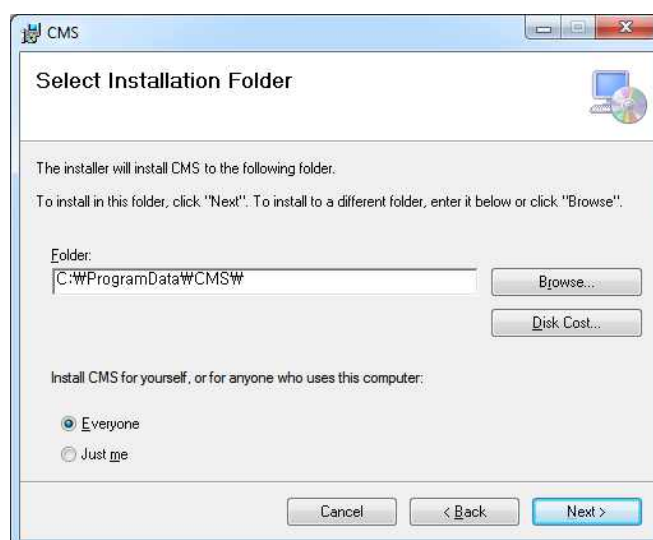 CMS
Select Installation Folder
The installer will install CMS to the following folder.
To install in this folder, click "Next". To install to a different folder, enter it below or click "Browse".
Folder:
C:₩ProgramData₩CMS₩
Browse...
Disk Cost...
Install CMS for yourself, or for anyone who uses this computer:
Everyone
Just me
Cancel
< Back
Next >